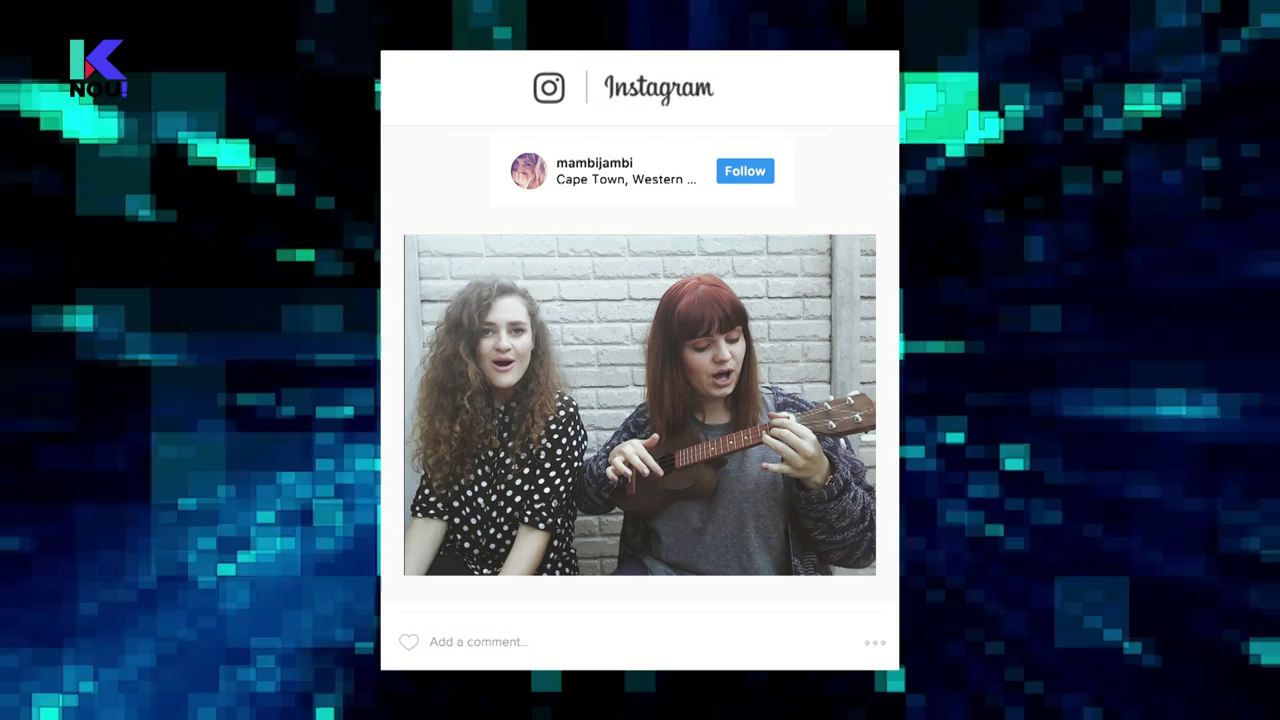 K
NOU!
Instagram
mambijambi
Cape Town, Western ...
Follow
Add a comment...